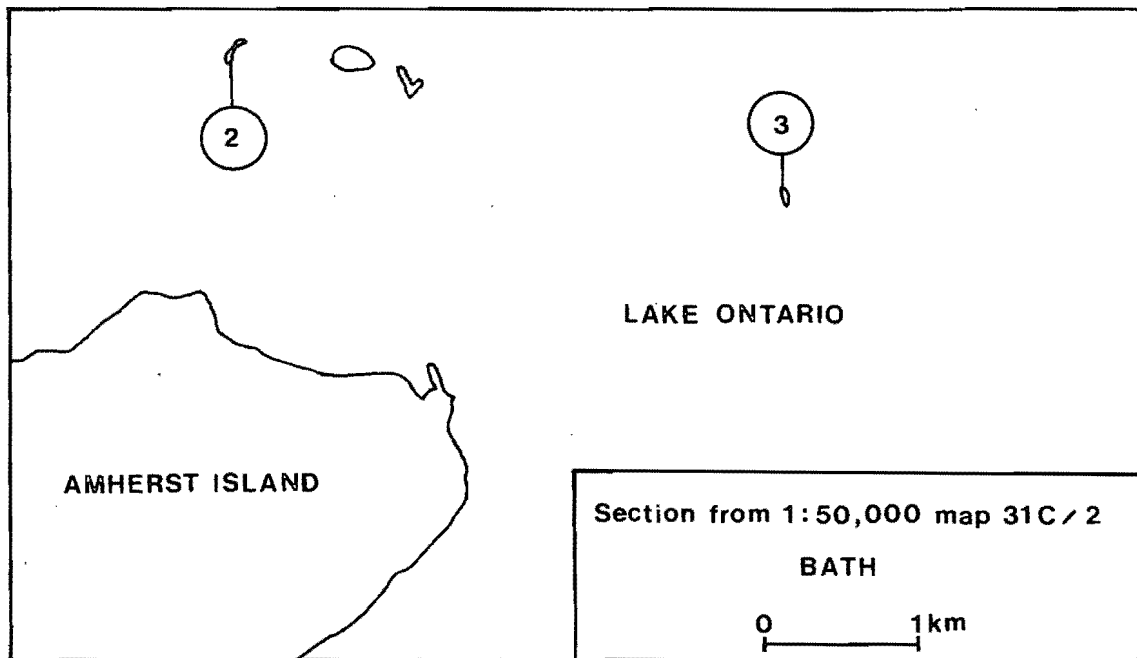 2
3
LAKE ONTARIO
AMHERST ISLAND
Section from 1:50,000 map 31C/2
BATH
0 1km